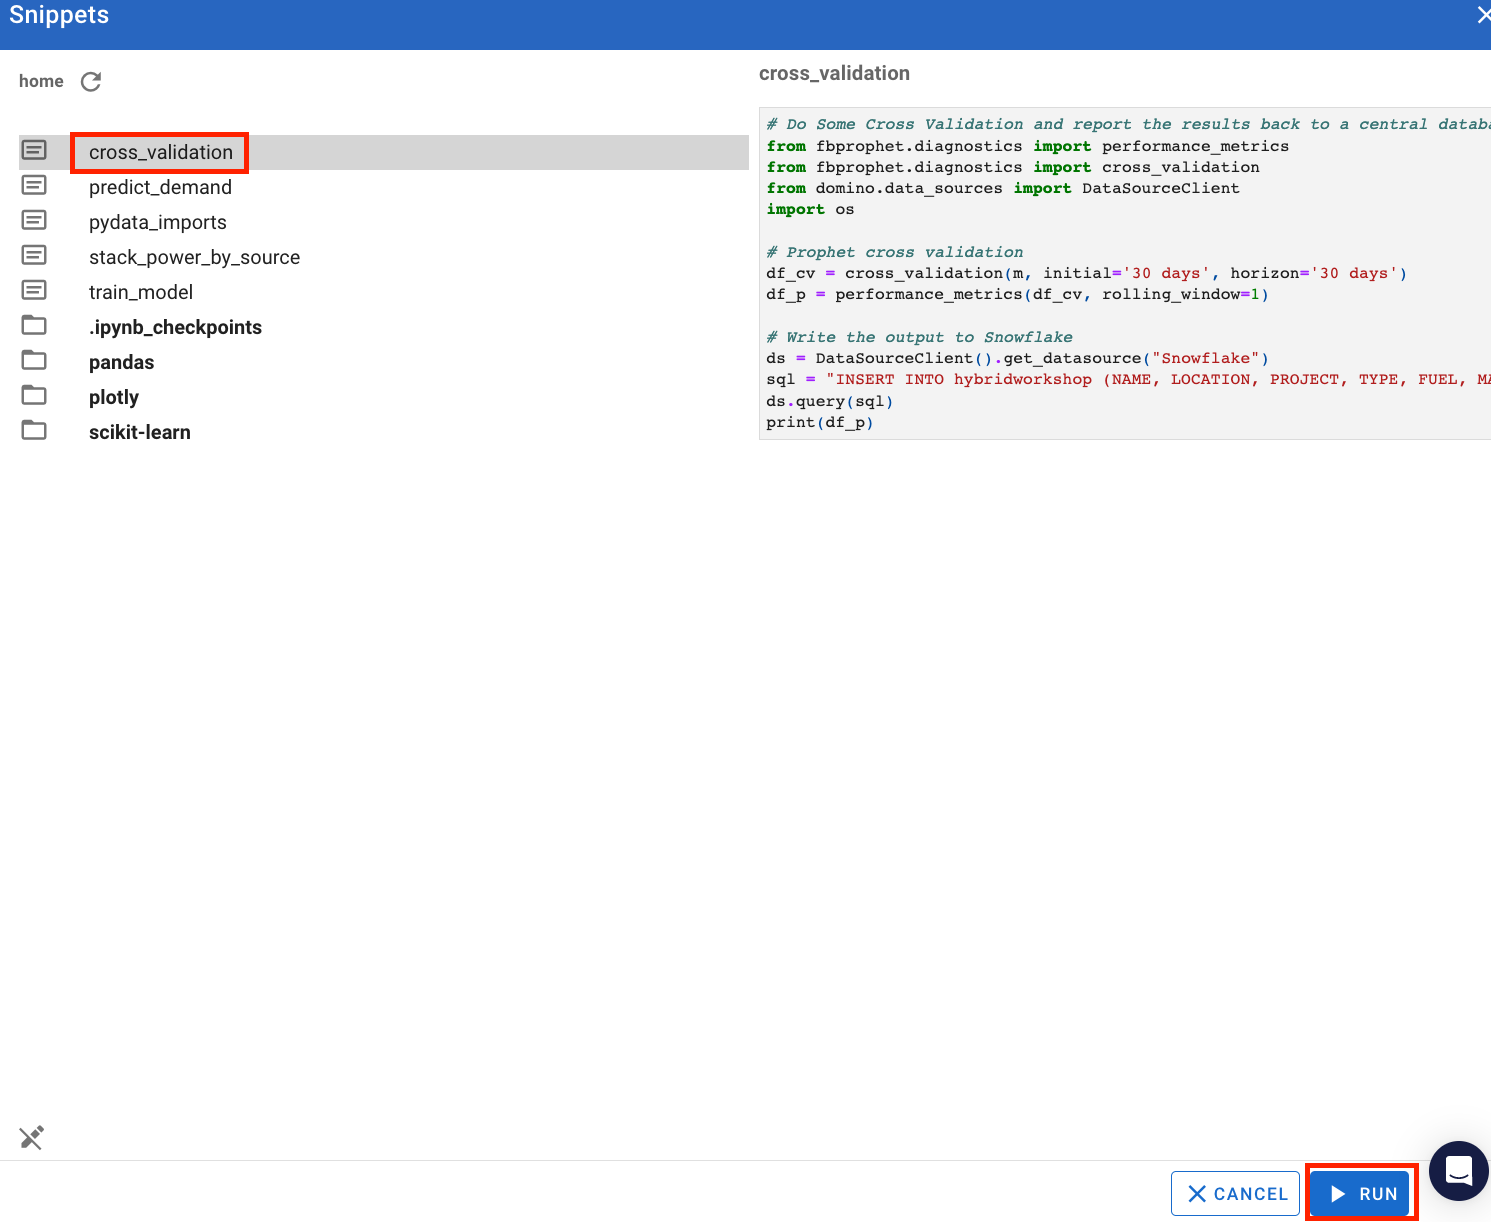 Snippets
home
cross_validation
predict_demand
pydata_imports
stack_power_by_source
train_model
.ipynb_checkpoints
pandas
plotly
scikit-learn
cross_validation
# Do Some Cross Validation and report the results back to a central
from fbprophet.diagnostics import performance_metrics
from fbprophet.diagnostics import cross_validation
from domino.data_sources import DataSourceClient
import os
# Prophet cross validation
df_cv = cross_validation(m, initial='30 days', horizon='30 days')
df_p = performance_metrics(df_cv, rolling_window=1)
# Write the output to Snowflake
ds = DataSourceClient().get_datasource("Snowflake")
sql = "INSERT INTO hybridworkshop (NAME, LOCATION, PROJECT, TYPE, FUEL,
ds.query(sql)
print(df_p)
CANCEL
RUN